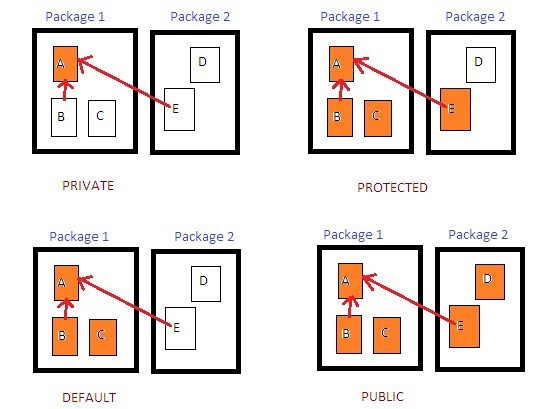 Package 1 Package 2
A
D
B C E
PRIVATE
Package 1 Package 2
A
D
B C E
PROTECTED
Package 1 Package 2
A
D
B C E
DEFAULT
Package 1 Package 2
A
D
B C E
PUBLIC